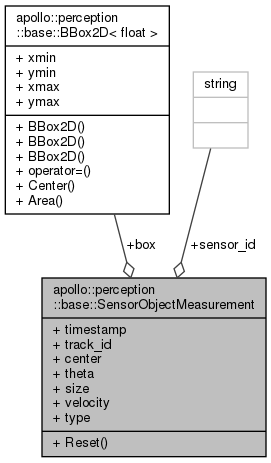 apollo::perception
::base::BBox2D< float >
+ xmin
+ ymin
+ xmax
+ ymax
+ BBox2D()
+ BBox2D()
+ BBox2D()
+ operator=()
+ Center()
+ Area()
string
+box
+sensor_id
apollo::perception
::base::SensorObjectMeasurement
+ timestamp
+ track_id
+ center
+ theta
+ size
+ velocity
+ type
+ Reset()